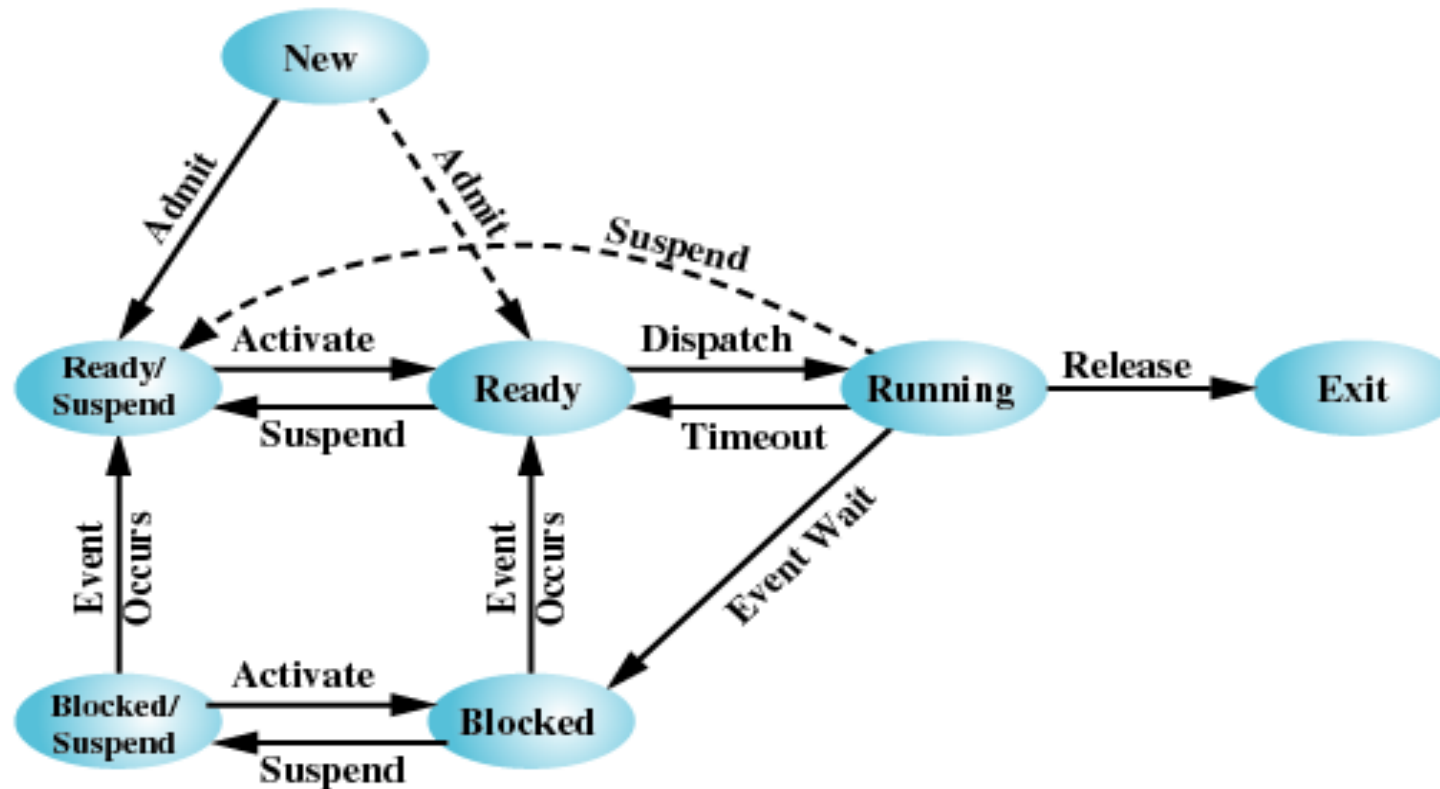 New
Admit
Admit
Suspend
Ready/
Suspend
Activate
Suspend
Ready
Dispatch
Timeout
Running
Release
Exit
Event
Occurs
Event
Occurs
Event Wait
Blocked/
Suspend
Activate
Suspend
Blocked